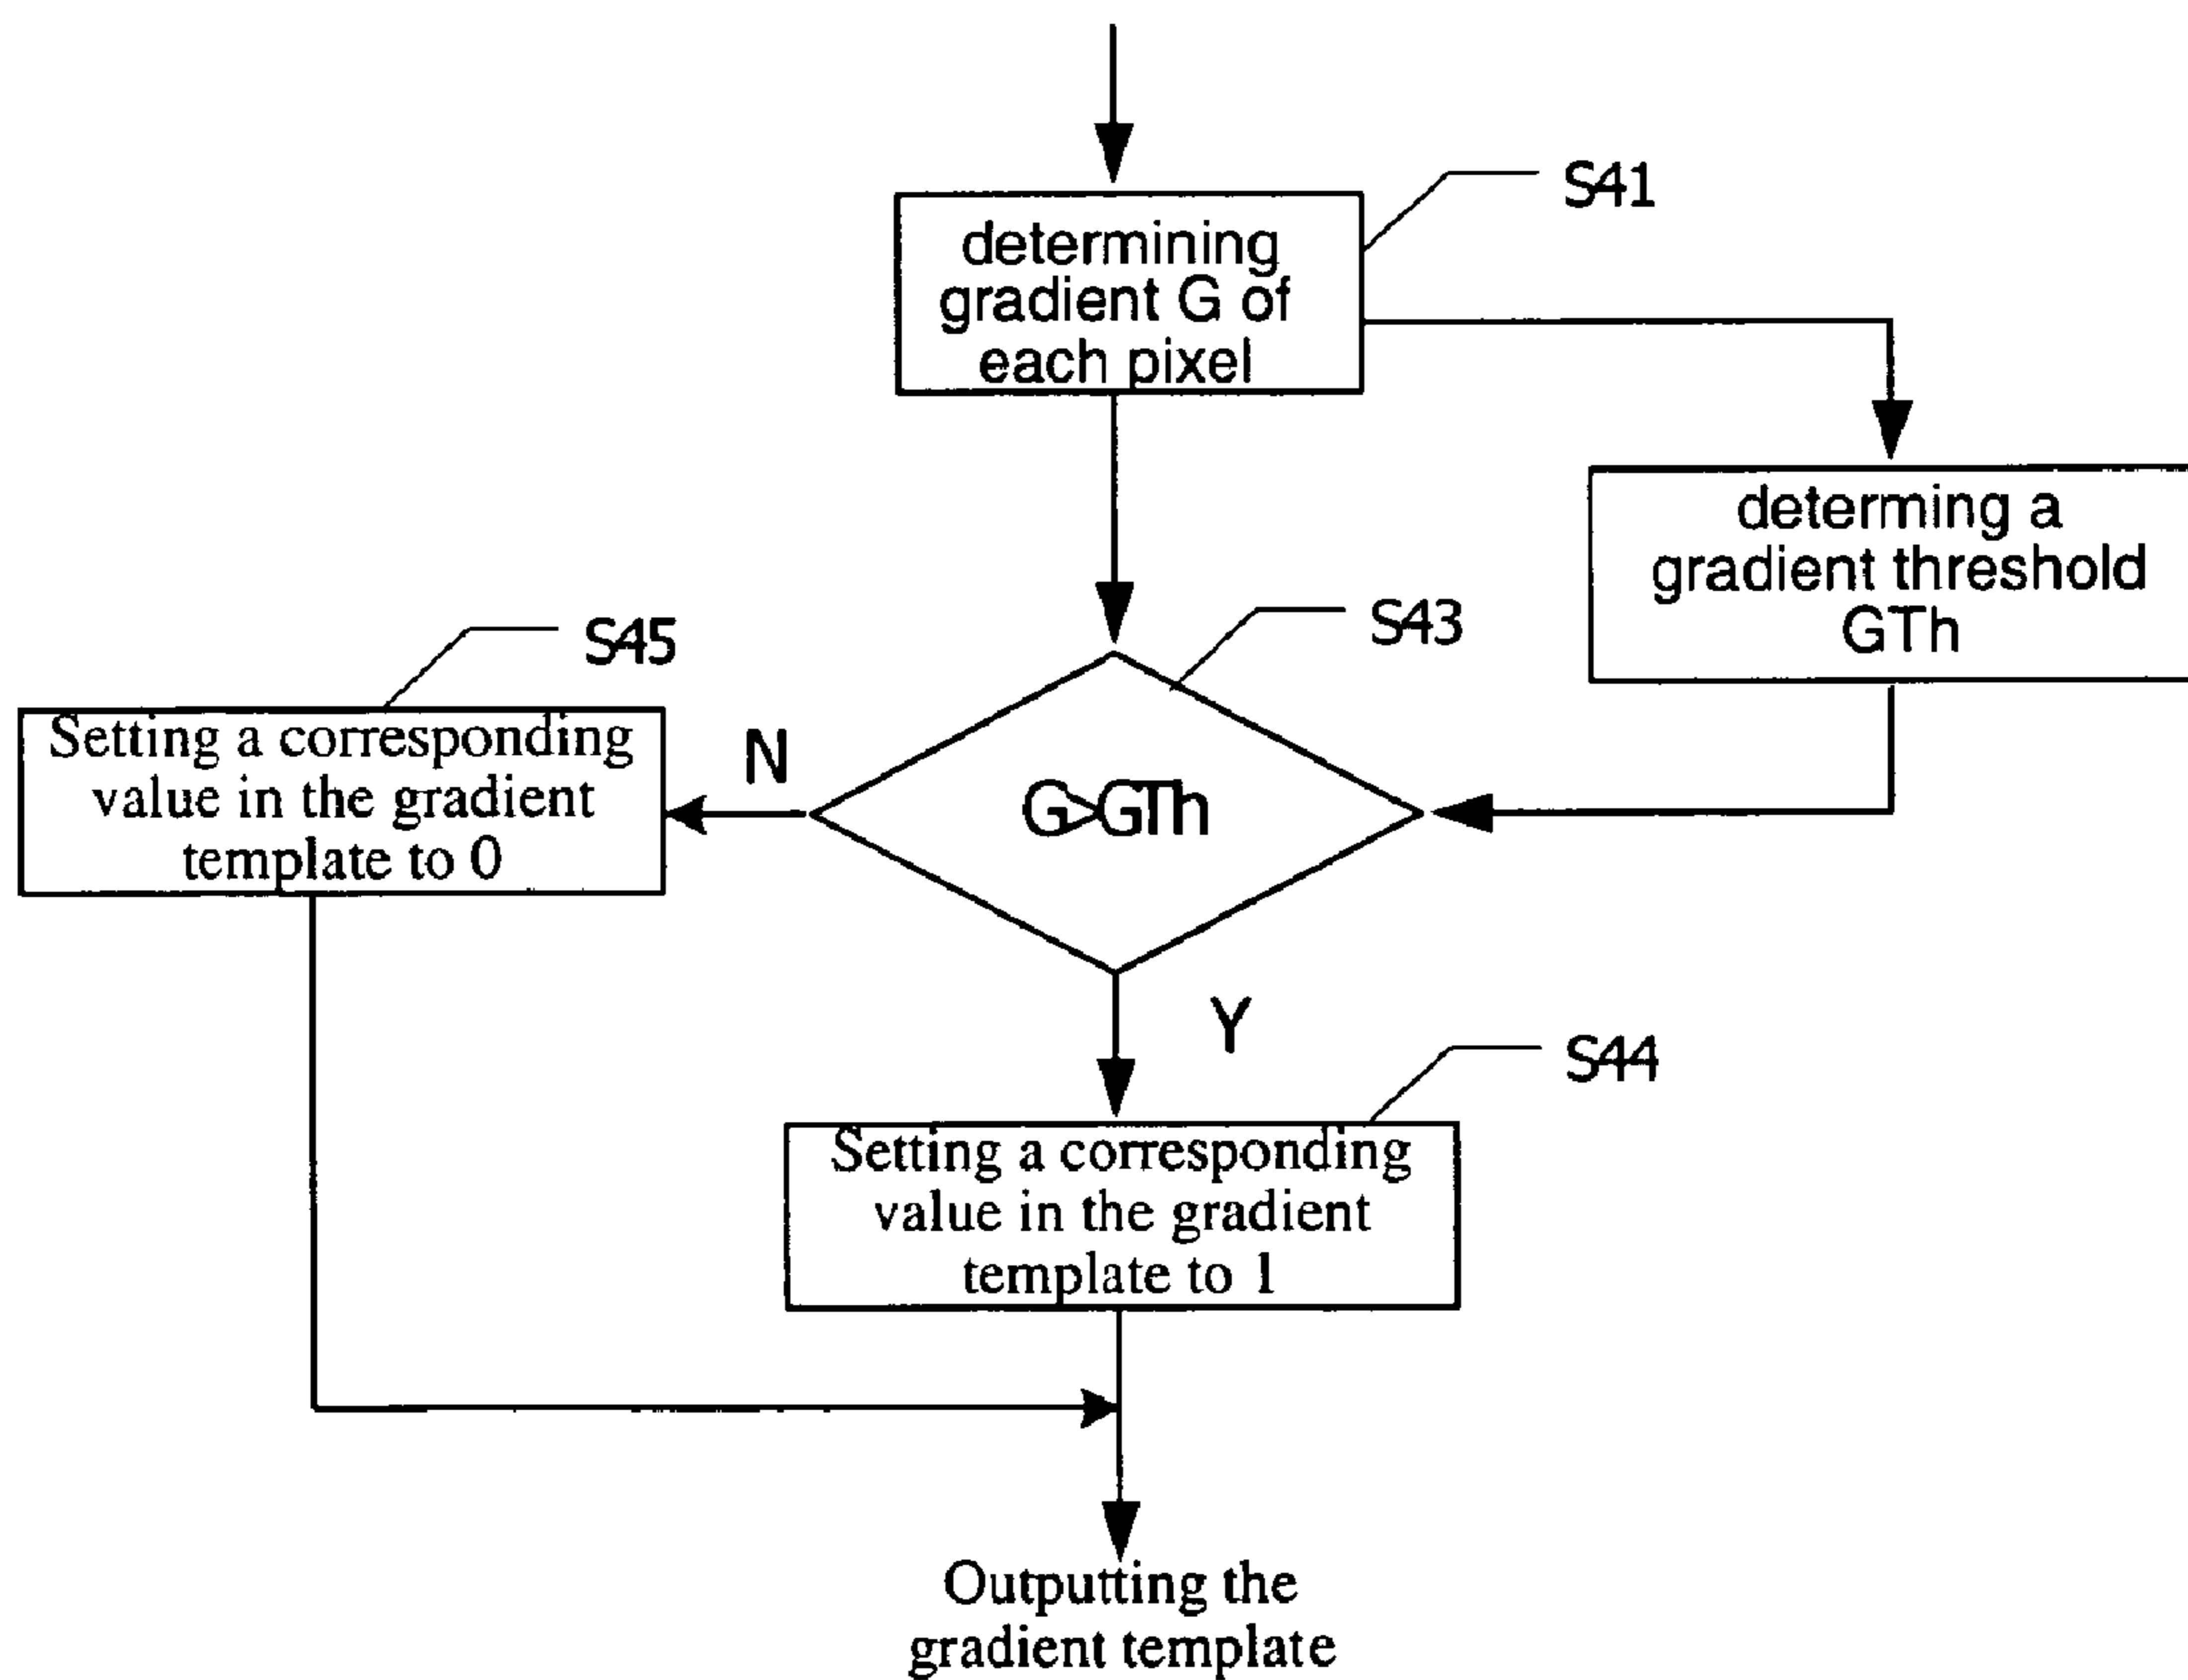 S41
determining
gradient G of
each pixel
determing a
gradient threshold
GTh
S43
S45
Setting a corresponding
value in the gradient
template to 0
N
G>GTh
Y
S44
Setting a corresponding
value in the gradient
template to 1
Outputting the
gradient template